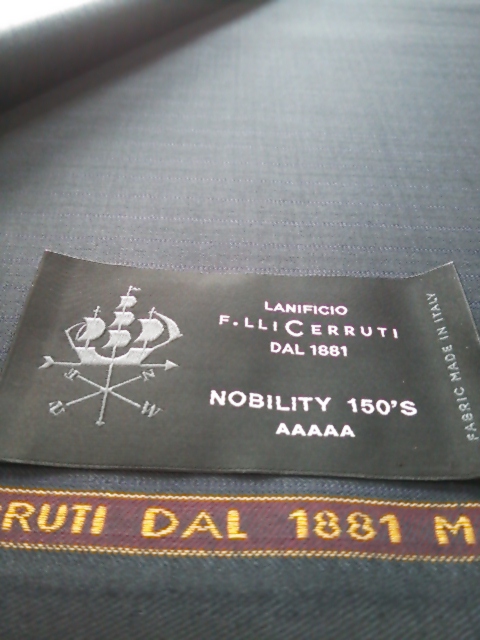 LANIFICIO
F.LLI CERRUTI
DAL 1881
NOBILITY 150'S
AAAAA
FABRIC MADE IN ITALY
RUTI DAL 1881 M